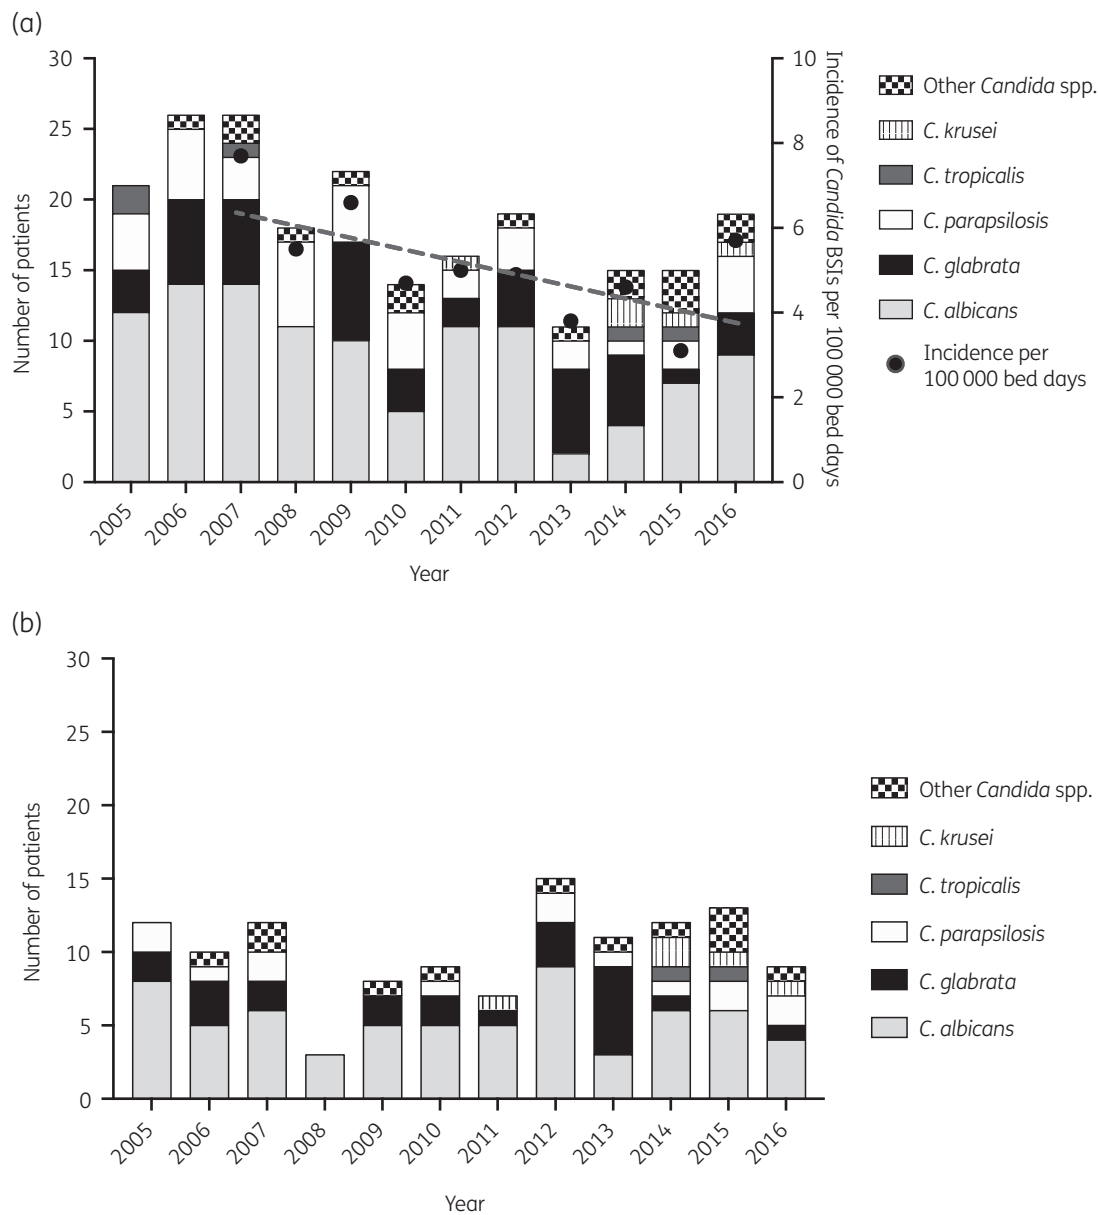 (a)
30
25
20
15
10
5
0
Number of patients
10
8
6
4
2
0
Incidence of Candida BSIs per 100 000 bed days
2005
2006
2007
2008
2009
2010
2011
2012
2013
2014
2015
2016
Year
Other Candida spp.
C. krusei
C. tropicalis
C. parapsilosis
C. glabrata
C. albicans
Incidence per
100 000 bed days
(b)
30
25
20
15
10
5
0
Number of patients
2005
2006
2007
2008
2009
2010
2011
2012
2013
2014
2015
2016
Year
Other Candida spp.
C. krusei
C. tropicalis
C. parapsilosis
C. glabrata
C. albicans